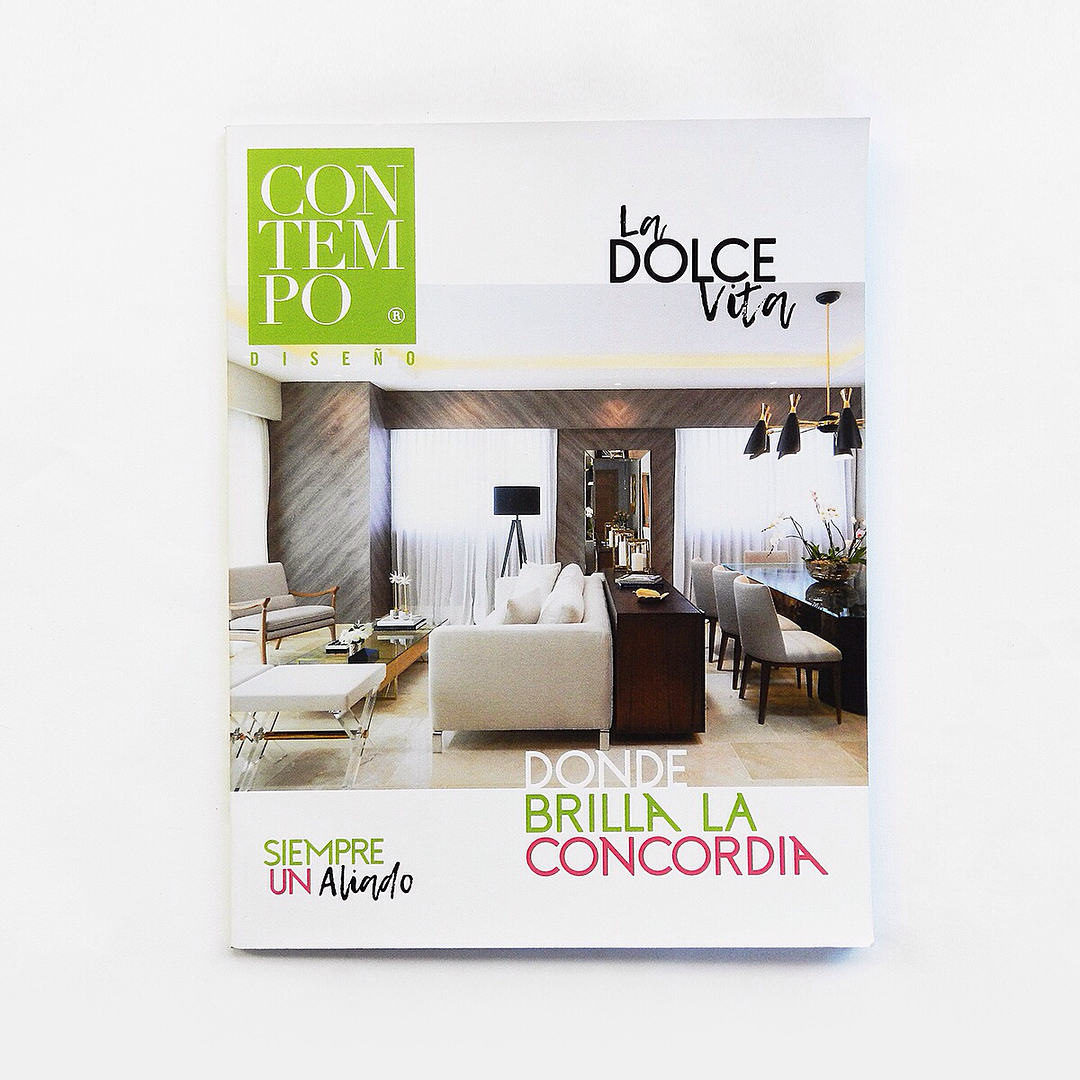 CON
TEM
PO ®
DISEÑO
La
DOLCE
Vita
DONDE
BRILLA LA
CONCORDIA
SIEMPRE
UN Aliado